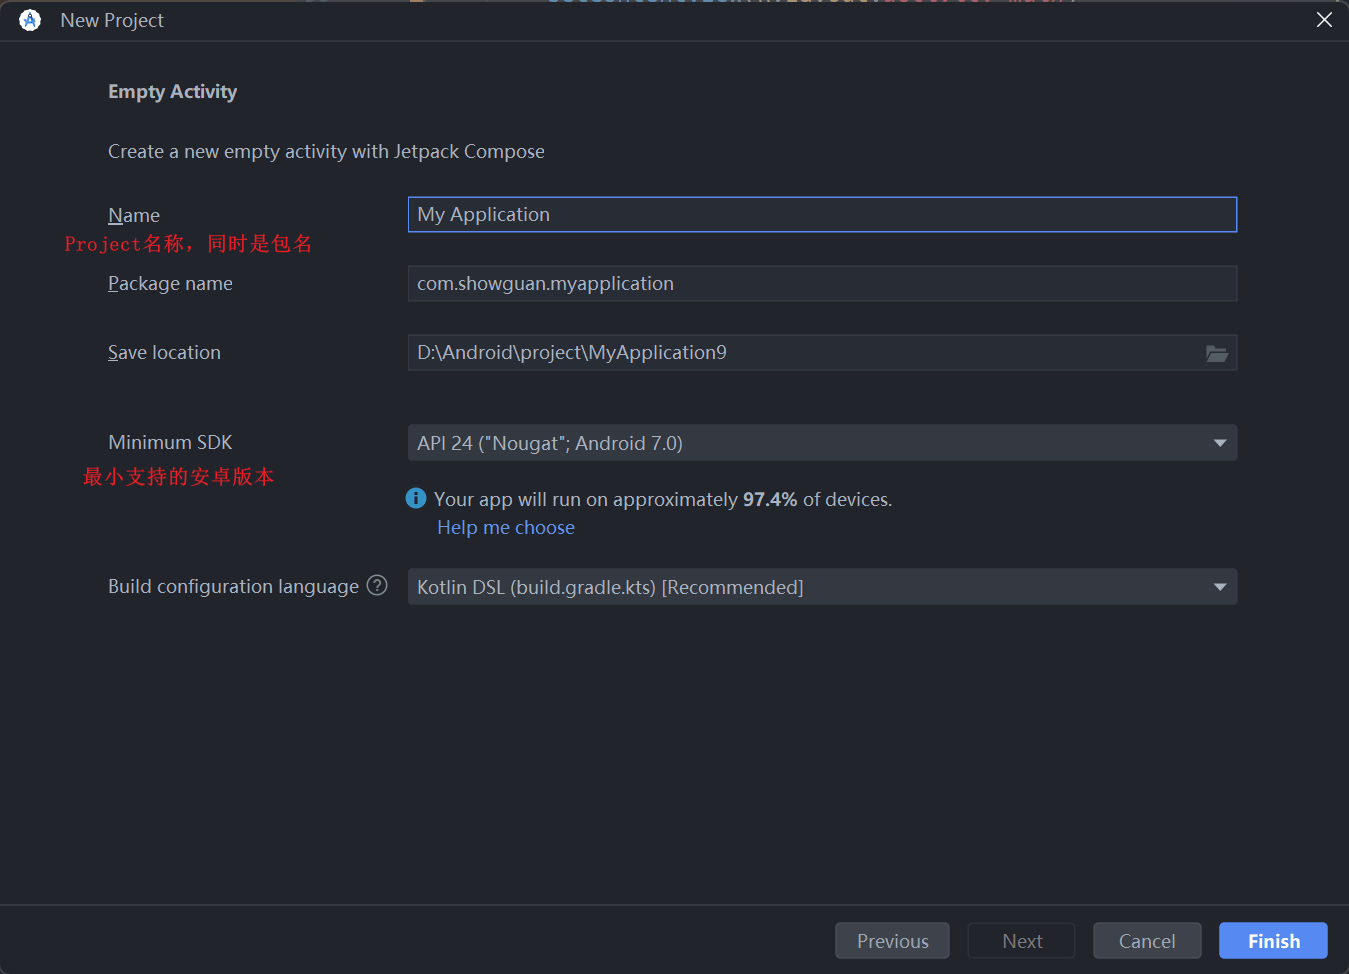 New Project
Empty Activity
Create a new empty activity with Jetpack Compose
Name
My Application
Project名称，同时是包名
Package name
com.showguan.myapplication
Save location
D:\Android\project\MyApplication9
Minimum SDK
API 24 ("Nougat"; Android 7.0)
最小支持的安卓版本
Your app will run on approximately 97.4% of devices.
Help me choose
Build configuration language ?
Kotlin DSL (build.gradle.kts) [Recommended]
Previous
Next
Cancel
Finish